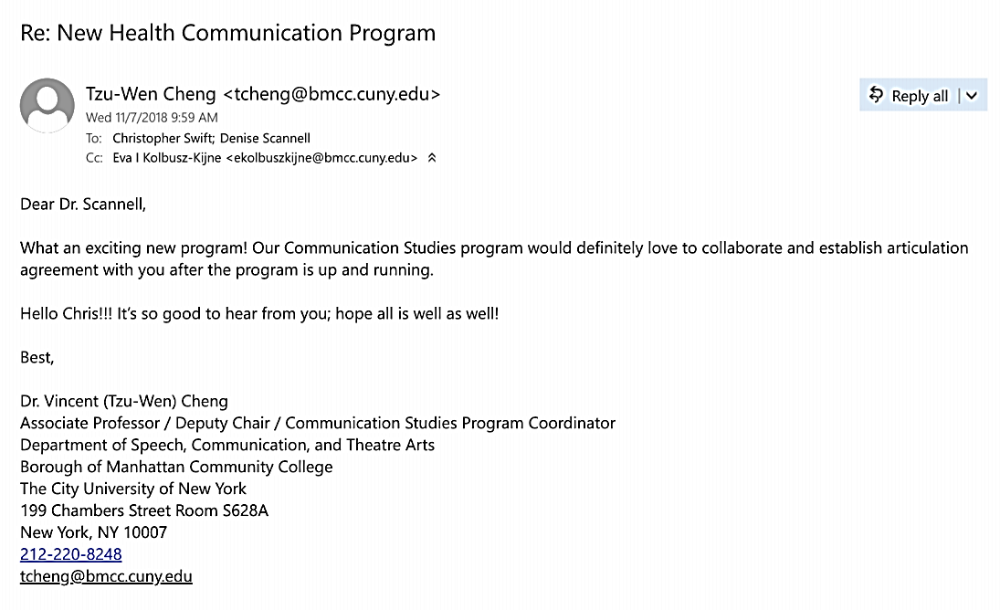 Re: New Health Communication Program
Tzu-Wen Cheng <tcheng@bmcc.cuny.edu>
Reply all
Wed 11/7/2018 9:59 AM
To: Christopher Swift; Denise Scannell
Cc: Eva I Kolbusz-Kijne <ekolbuszkijne@bmcc.cuny.edu>
Dear Dr. Scannell,
What an exciting new program! Our Communication Studies program would definitely love to collaborate and establish articulation
agreement with you after the program is up and running.
Hello Chris!!! It's so good to hear from you; hope all is well as well!
Best,
Dr. Vincent (Tzu-Wen) Cheng
Associate Professor / Deputy Chair / Communication Studies Program Coordinator
Department of Speech, Communication, and Theatre Arts
Borough of Manhattan Community College
The City University of New York
199 Chambers Street Room S628A
New York, NY 10007
212-220-8248
tcheng@bmcc.cuny.edu